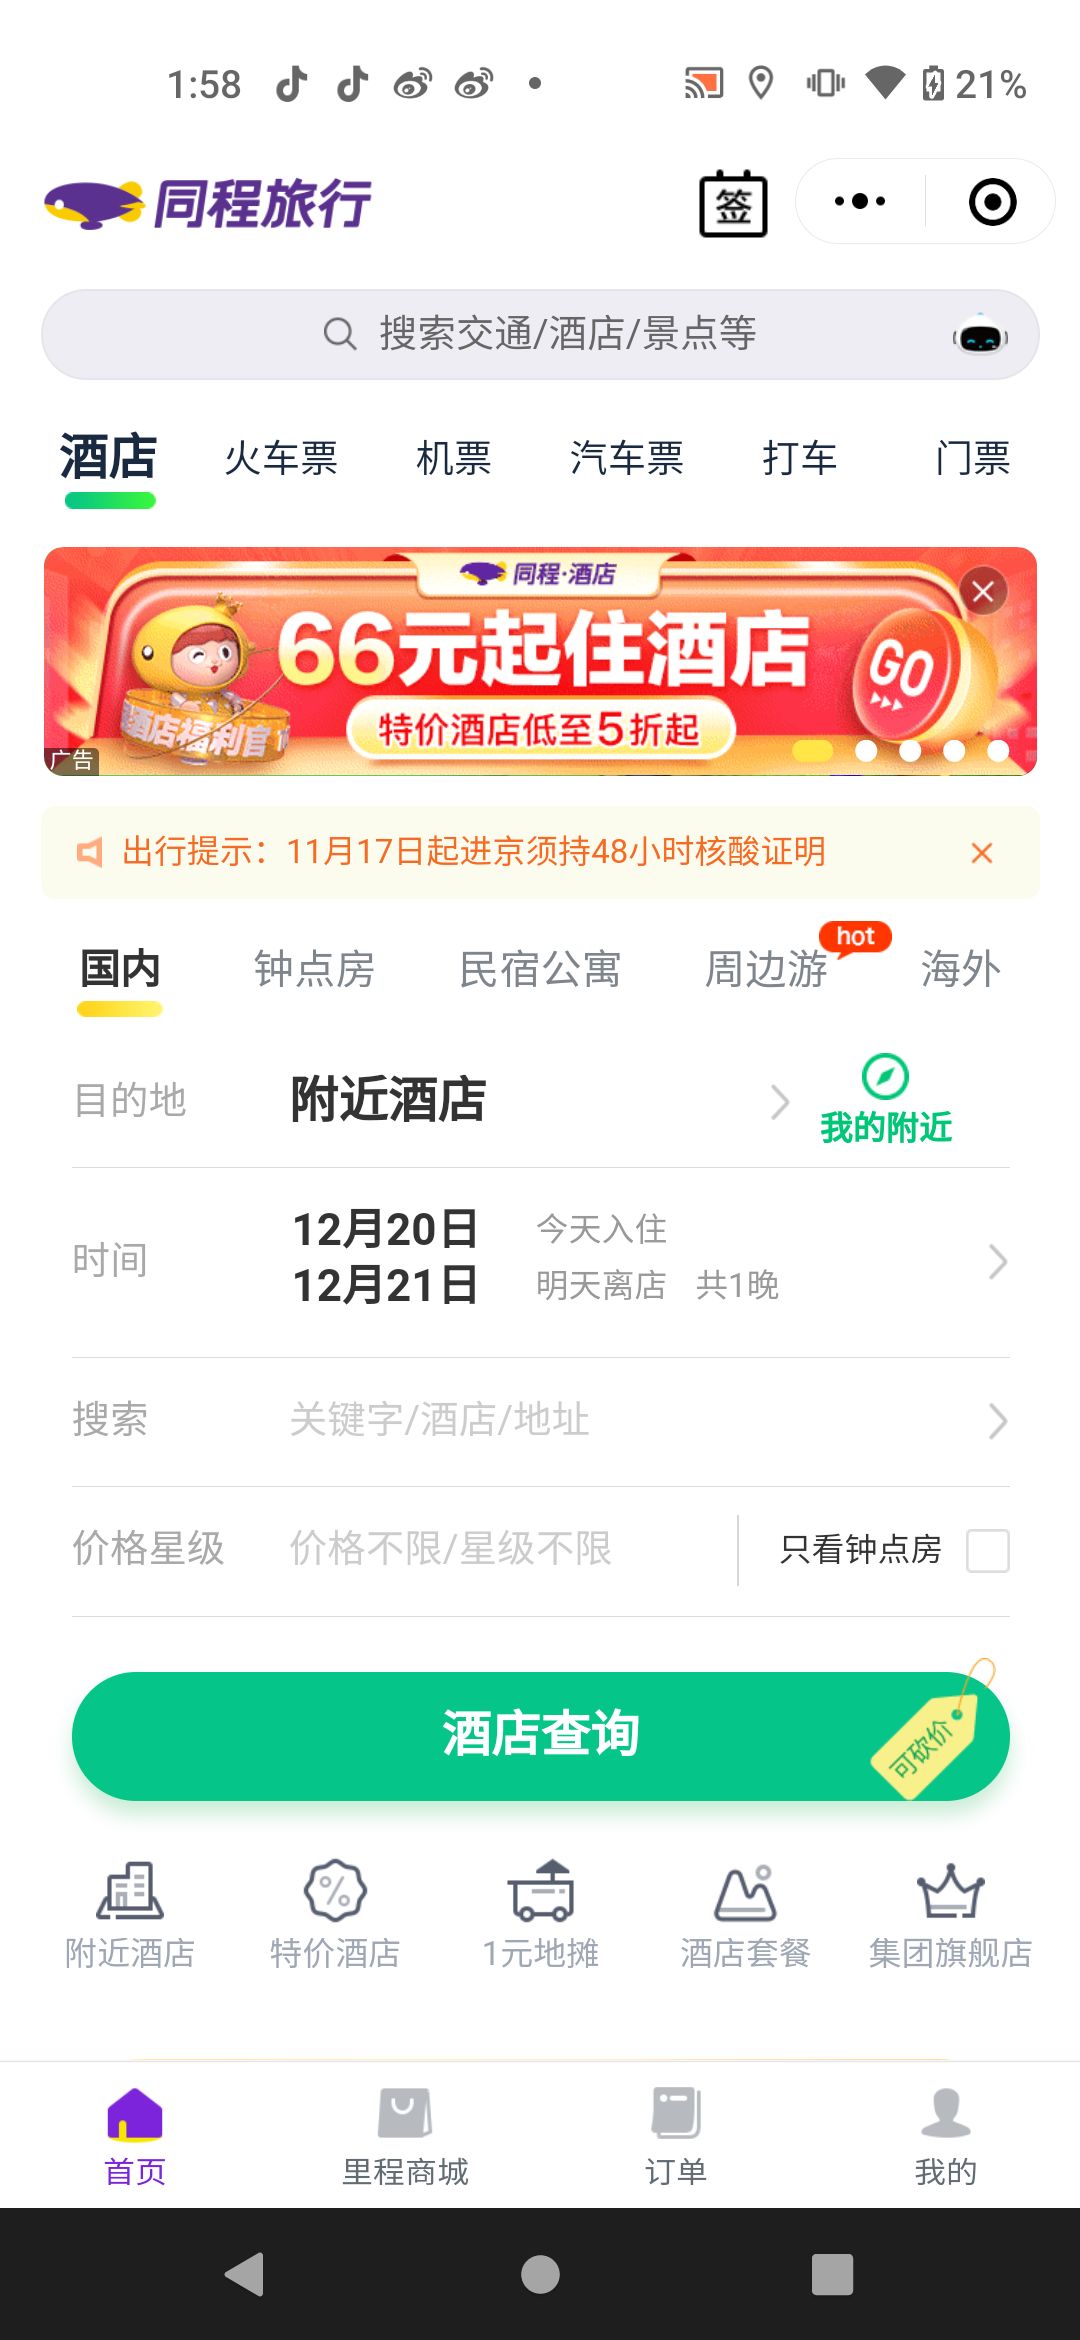 1:58
21%
同程旅行
签
搜索交通/酒店/景点等
酒店 火车票 机票 汽车票 打车 门票
同程·酒店
66元起住酒店
GO
酒店福利官
特价酒店低至5折起
广告
出行提示：11月17日起进京须持48小时核酸证明
国内 钟点房 民宿公寓 周边游 hot 海外
目的地 附近酒店 我的附近
时间
12月20日 今天入住
12月21日 明天离店 共1晚
搜索 关键字/酒店/地址
价格星级 价格不限/星级不限 只看钟点房
酒店查询
可砍价
附近酒店 特价酒店 1元地摊 酒店套餐 集团旗舰店
首页 里程商城 订单 我的